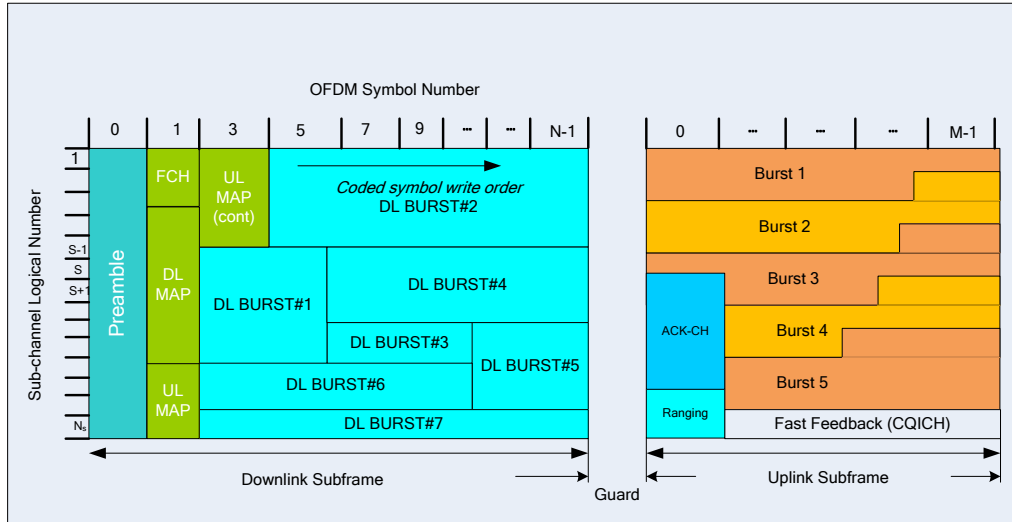 OFDM Symbol Number
0 1 3 5 7 9 ... ... N-1
0 ... ... ... M-1
Sub-channel Logical Number
1
S-1
S
S+1
Ns
Preamble
FCH
DL
MAP
UL
MAP
UL
MAP
(cont)
Coded symbol write order
DL BURST#2
DL BURST#1
DL BURST#4
DL BURST#3
DL BURST#5
DL BURST#6
DL BURST#7
Burst 1
Burst 2
Burst 3
Burst 4
Burst 5
ACK-CH
Ranging
Fast Feedback (CQICH)
Downlink Subframe
Guard
Uplink Subframe